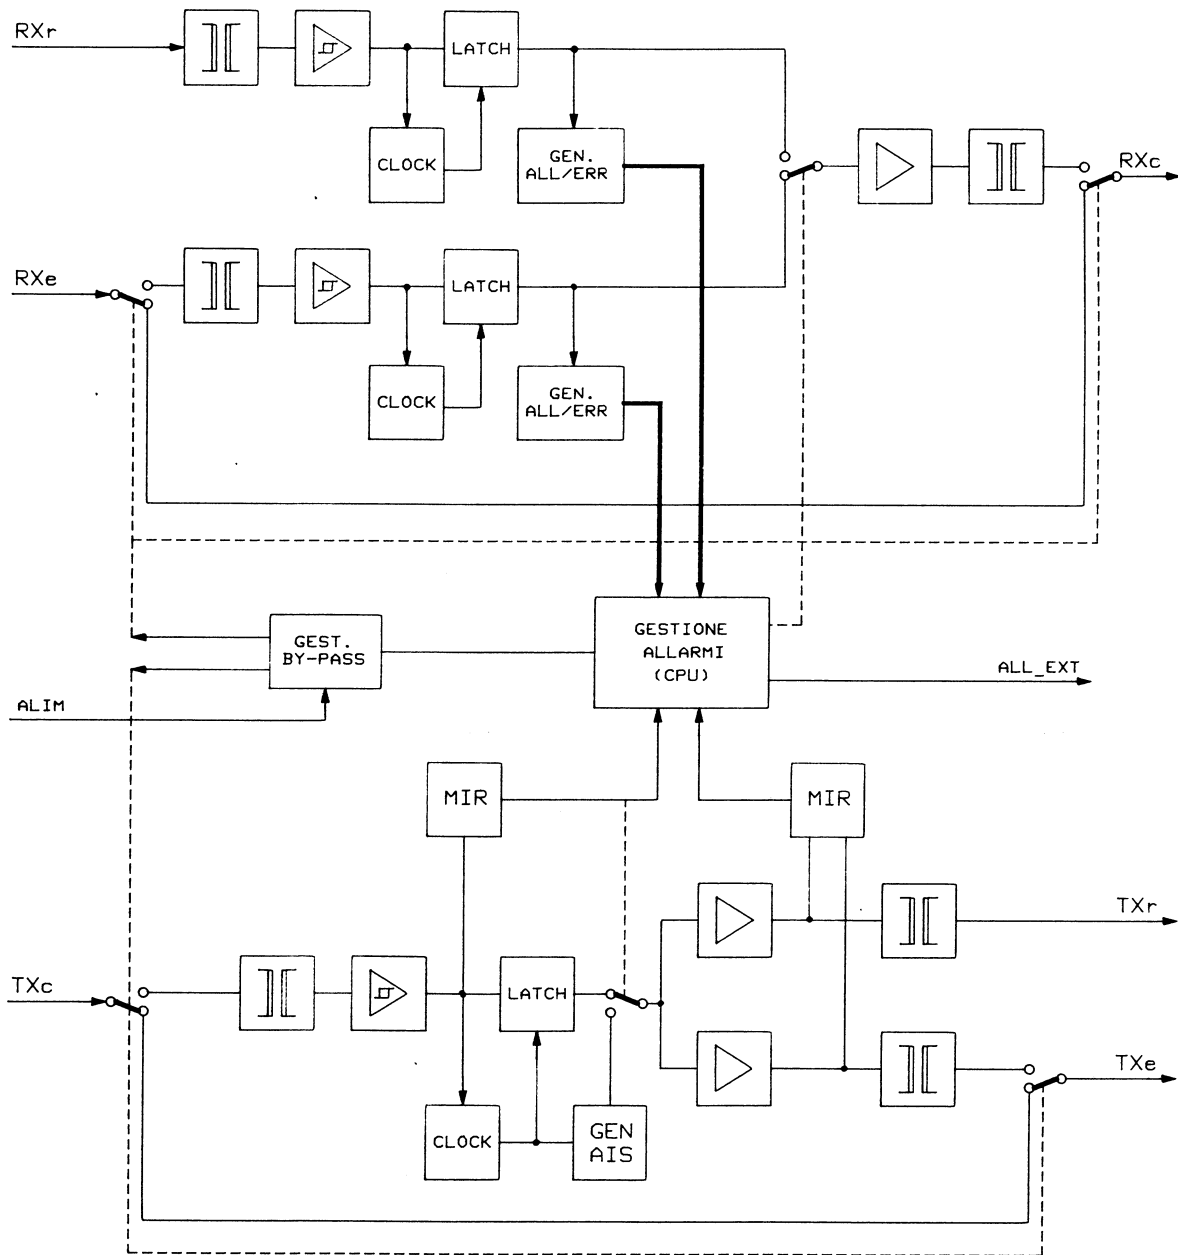 RXr
LATCH
CLOCK
GEN.
ALL/ERR
RXc
RXe
LATCH
CLOCK
GEN.
ALL/ERR
GEST.
BY-PASS
GESTIONE
ALLARMI
(CPU)
ALL_EXT
ALIM
MIR
MIR
TXr
TXc
LATCH
TXe
CLOCK
GEN
AIS